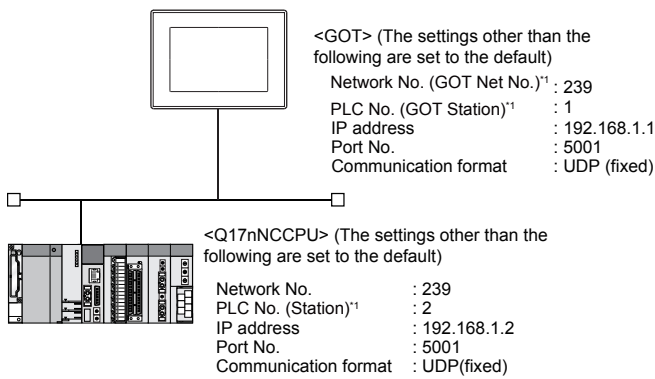 <GOT> (The settings other than the
following are set to the default)
Network No. (GOT Net No.)*1 : 239
PLC No. (GOT Station)*1 : 1
IP address : 192.168.1.1
Port No. : 5001
Communication format : UDP (fixed)
<Q17nNCCPU> (The settings other than the
following are set to the default)
Network No. : 239
PLC No. (Station)*1 : 2
IP address : 192.168.1.2
Port No. : 5001
Communication format : UDP(fixed)